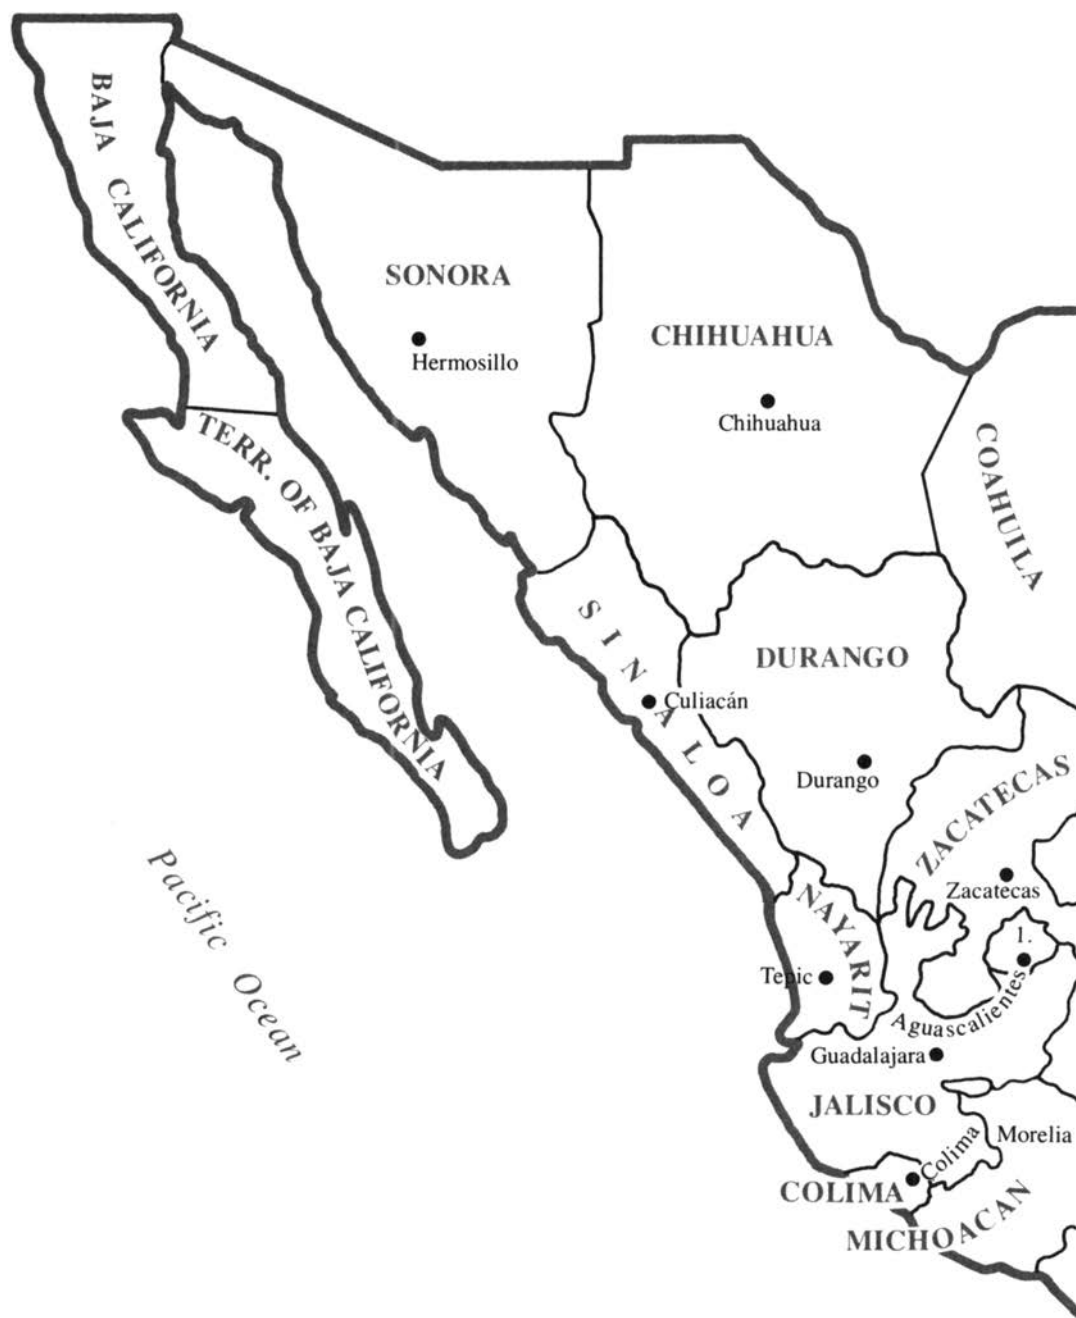 BAJA CALIFORNIA
SONORA
Hermosillo
CHIHUAHUA
Chihuahua
COAHUILA
TERR. OF BAJA CALIFORNIA
SINALOA
Culiacán
DURANGO
Durango
ZACATECAS
Zacatecas
NAYARIT
Tepic
1.
Aguascalientes
Guadalajara
JALISCO
Morelia
Colima
COLIMA
MICHOACAN
Pacific Ocean